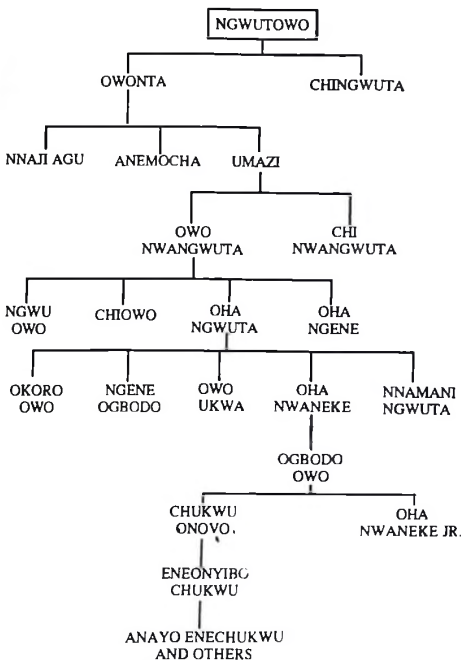 NGWUTOWO
OWONTA CHINGWUTA
NNAJI AGU ANEMOCHA UMAZI
OWO
NWANGWUTA
CHI
NWANGWUTA
NGWU
OWO
CHIOWO
OHA
NGWUTA
OHA
NGENE
OKORO
OWO
NGENE
OGBODO
OWO
UKWA
OHA
NWANEKE
NNAMANI
NGWUTA
OGBODO
OWO
CHUKWU
ONOVO
OHA
NWANEKE JR.
ENEONYIBO
CHUKWU
ANAYO ENECHUKWU
AND OTHERS